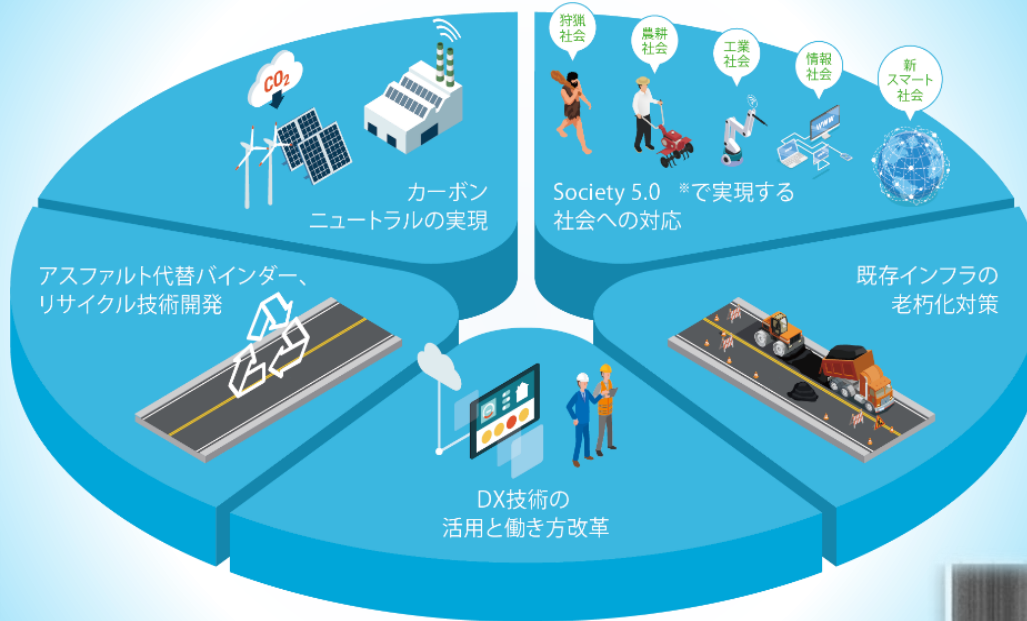 狩猟
社会
農耕
社会
工業
社会
情報
社会
新
スマート
社会
CO₂
WWW
カーボン
ニュートラルの実現
Society 5.0 ※で実現する
社会への対応
アスファルト代替バインダー、
リサイクル技術開発
既存インフラの
老朽化対策
DX技術の
活用と働き方改革